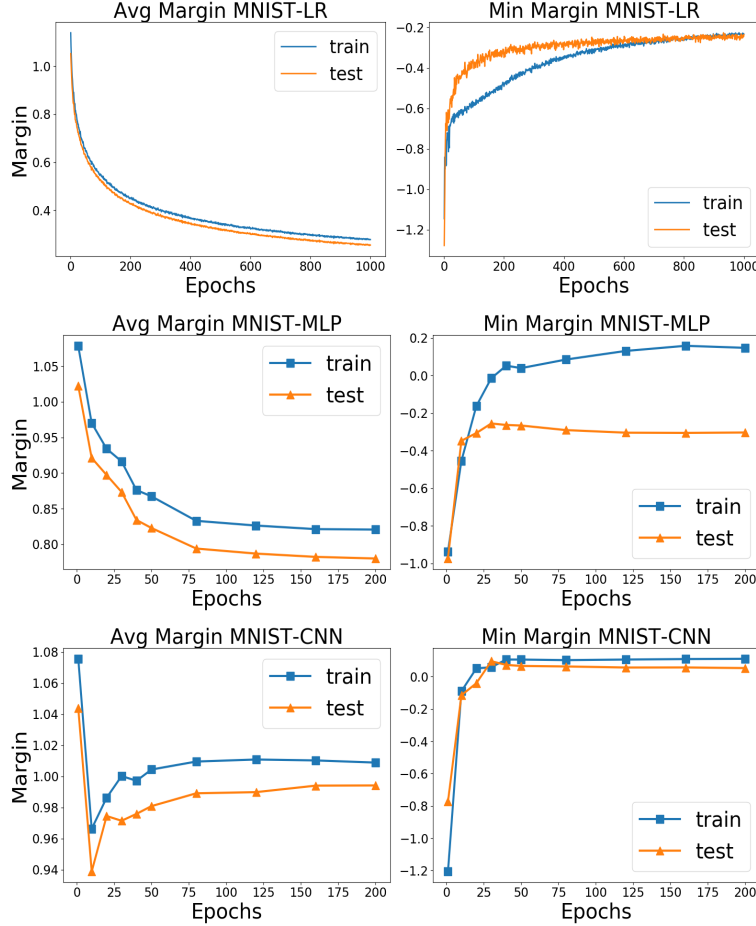 Avg Margin MNIST-LR
Margin
1.0
0.8
0.6
0.4
train
test
0 200 400 600 800 1000
Epochs
Min Margin MNIST-LR
−0.2
−0.4
−0.6
−0.8
−1.0
−1.2
train
test
0 200 400 600 800 1000
Epochs
Avg Margin MNIST-MLP
Margin
1.05
1.00
0.95
0.90
0.85
0.80
train
test
0 25 50 75 100 125 150 175 200
Epochs
Min Margin MNIST-MLP
0.2
0.0
−0.2
−0.4
−0.6
−0.8
−1.0
train
test
0 25 50 75 100 125 150 175 200
Epochs
Avg Margin MNIST-CNN
Margin
1.08
1.06
1.04
1.02
1.00
0.98
0.96
0.94
train
test
0 25 50 75 100 125 150 175 200
Epochs
Min Margin MNIST-CNN
0.0
−0.2
−0.4
−0.6
−0.8
−1.0
−1.2
train
test
0 25 50 75 100 125 150 175 200
Epochs